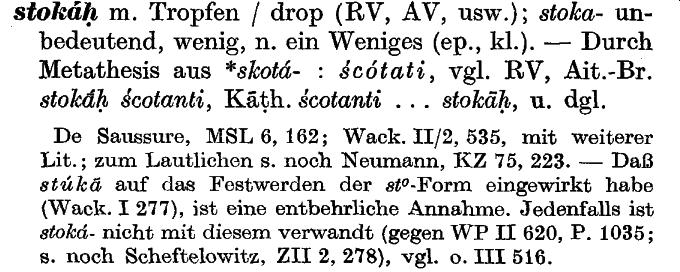 stokáḥ m. Tropfen / drop (RV, AV, usw.); stoka- un-
bedeutend, wenig, n. ein Weniges (ep., kl.). — Durch
Metathesis aus *skotá- : ścótati, vgl. RV, Ait.-Br.
stokā́ḥ ścotanti, Kāṭh. ścotanti . . . stokāḥ, u. dgl.
De Saussure, MSL 6, 162; Wack. II/2, 535, mit weiterer
Lit.; zum Lautlichen s. noch Neumann, KZ 75, 223. — Daß
stúkā auf das Festwerden der stº-Form eingewirkt habe
(Wack. I 277), ist eine entbehrliche Annahme. Jedenfalls ist
stoká- nicht mit diesem verwandt (gegen WP II 620, P. 1035;
s. noch Scheftelowitz, ZII 2, 278), vgl. o. III 516.